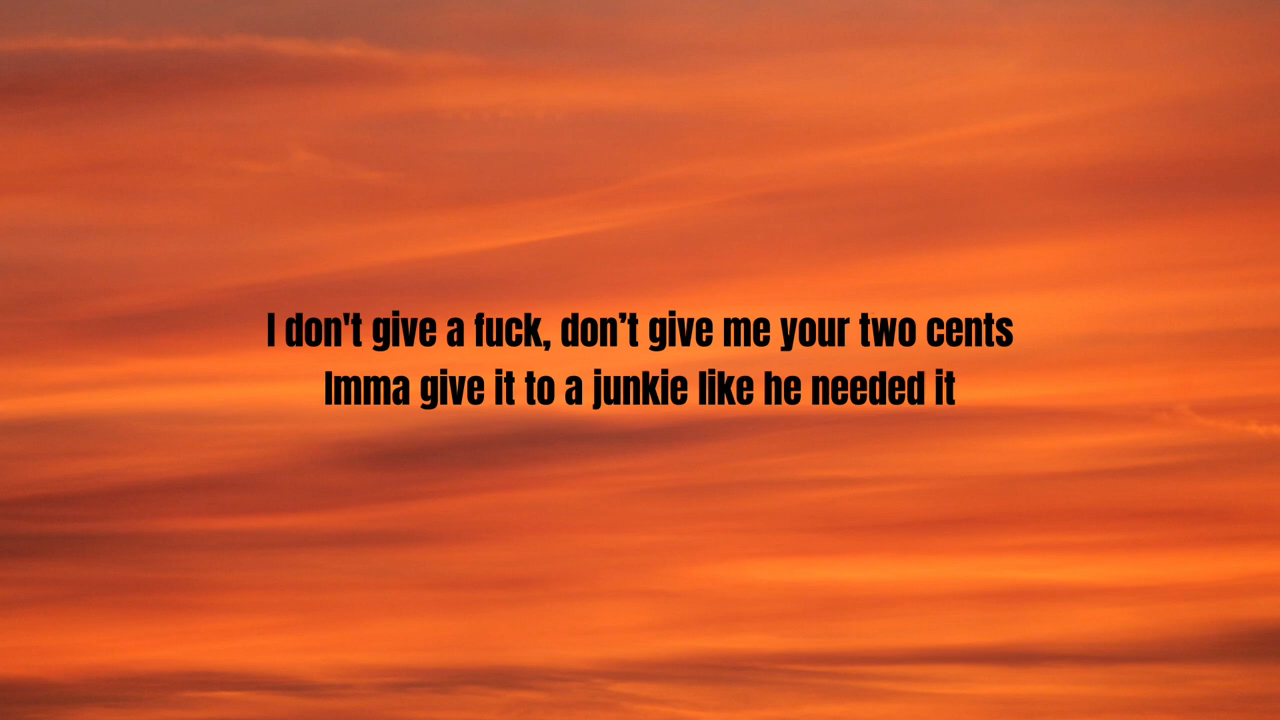 I don't give a fuck, don’t give me your two cents
Imma give it to a junkie like he needed it